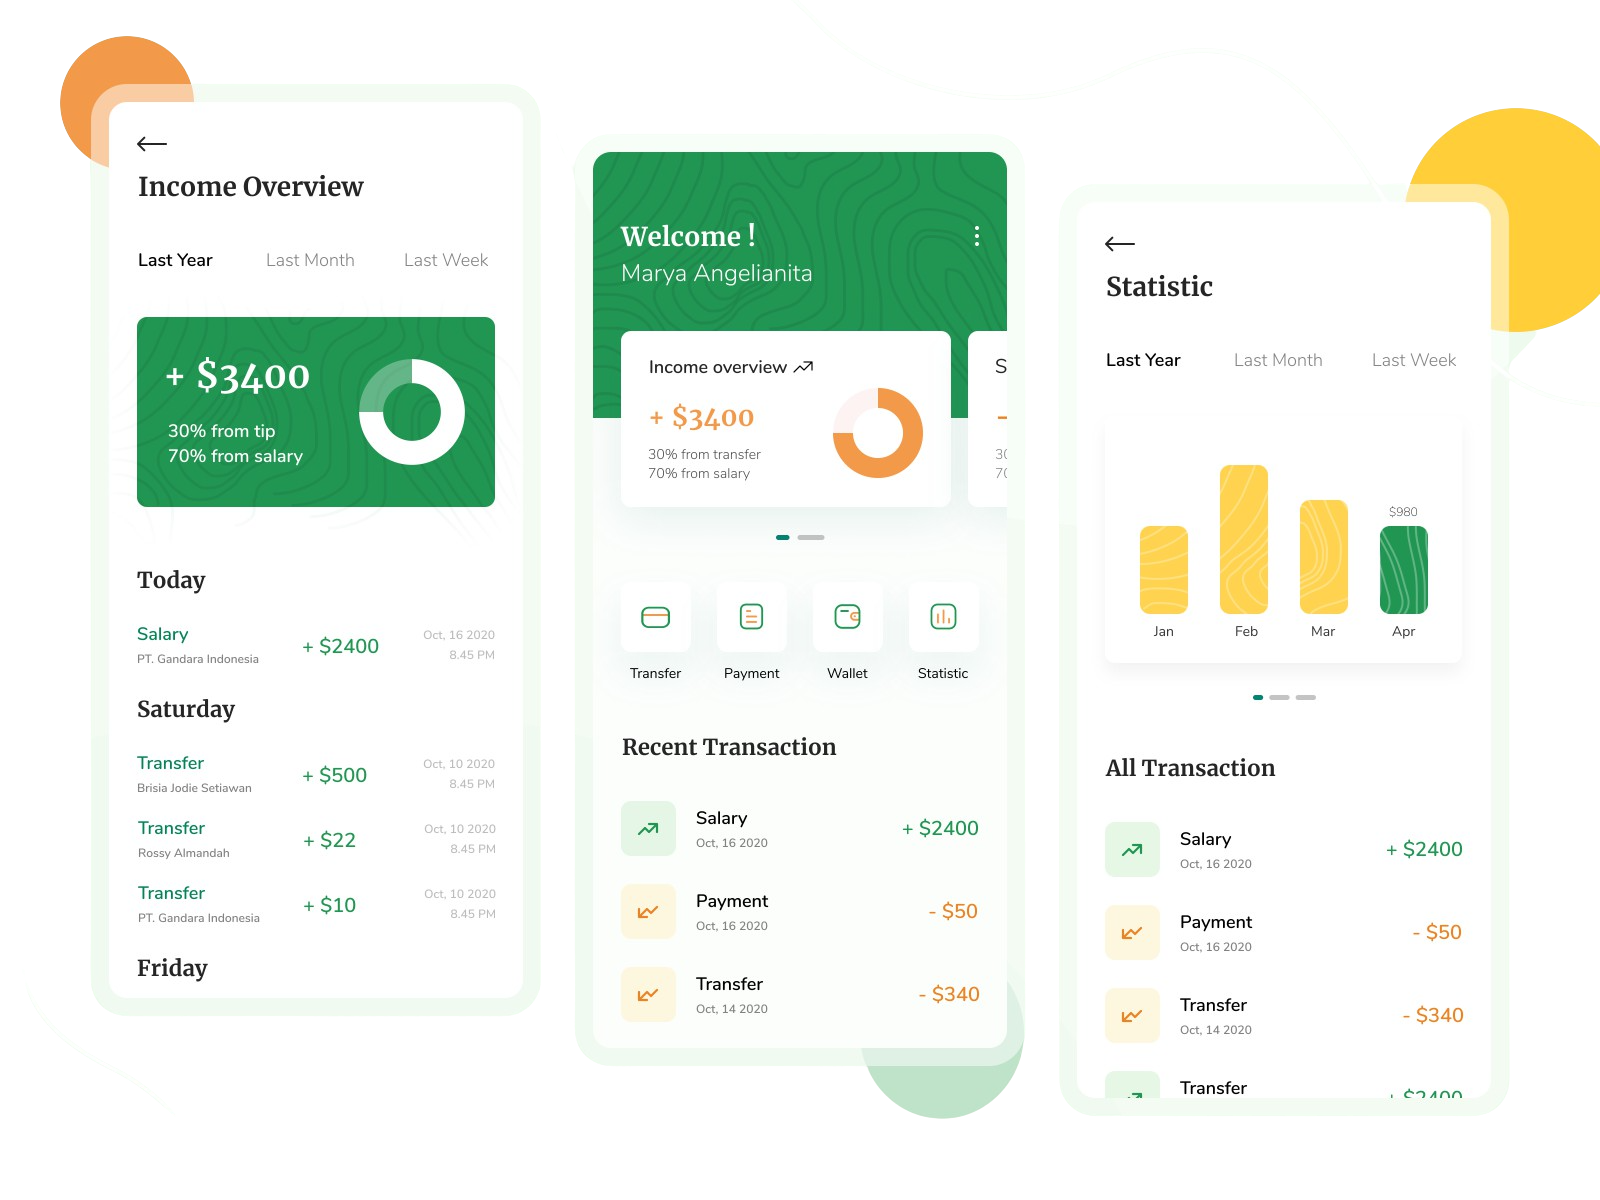 Income Overview
Last Year Last Month Last Week
+ $3400
30% from tip
70% from salary
Today
Salary + $2400 Oct, 16 2020
PT. Gandara Indonesia 8.45 PM
Saturday
Transfer + $500 Oct, 10 2020
Brisia Jodie Setiawan 8.45 PM
Transfer + $22 Oct, 10 2020
Rossy Almandah 8.45 PM
Transfer + $10 Oct, 10 2020
PT. Gandara Indonesia 8.45 PM
Friday
Welcome !
Marya Angelianita
Income overview S
+ $3400 -
30% from transfer 30
70% from salary 70
Transfer Payment Wallet Statistic
Recent Transaction
Salary + $2400
Oct, 16 2020
Payment - $50
Oct, 16 2020
Transfer - $340
Oct, 14 2020
Statistic
Last Year Last Month Last Week
$980
Jan Feb Mar Apr
All Transaction
Salary + $2400
Oct, 16 2020
Payment - $50
Oct, 16 2020
Transfer - $340
Oct, 14 2020
Transfer + $2400